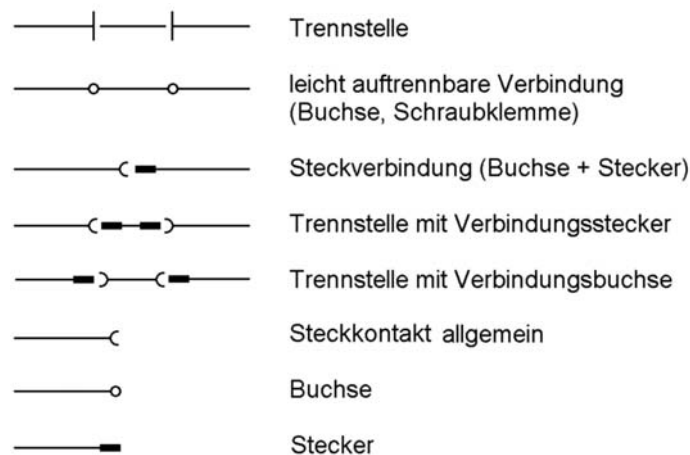 Trennstelle
leicht auftrennbare Verbindung
(Buchse, Schraubklemme)
Steckverbindung (Buchse + Stecker)
Trennstelle mit Verbindungsstecker
Trennstelle mit Verbindungsbuchse
Steckkontakt allgemein
Buchse
Stecker